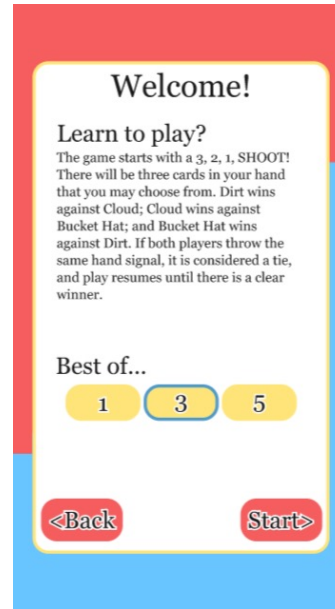 Welcome!
Learn to play?
The game starts with a 3, 2, 1, SHOOT!
There will be three cards in your hand
that you may choose from. Dirt wins
against Cloud; Cloud wins against
Bucket Hat; and Bucket Hat wins
against Dirt. If both players throw the
same hand signal, it is considered a tie,
and play resumes until there is a clear
winner.
Best of...
1 3 5
<Back Start>